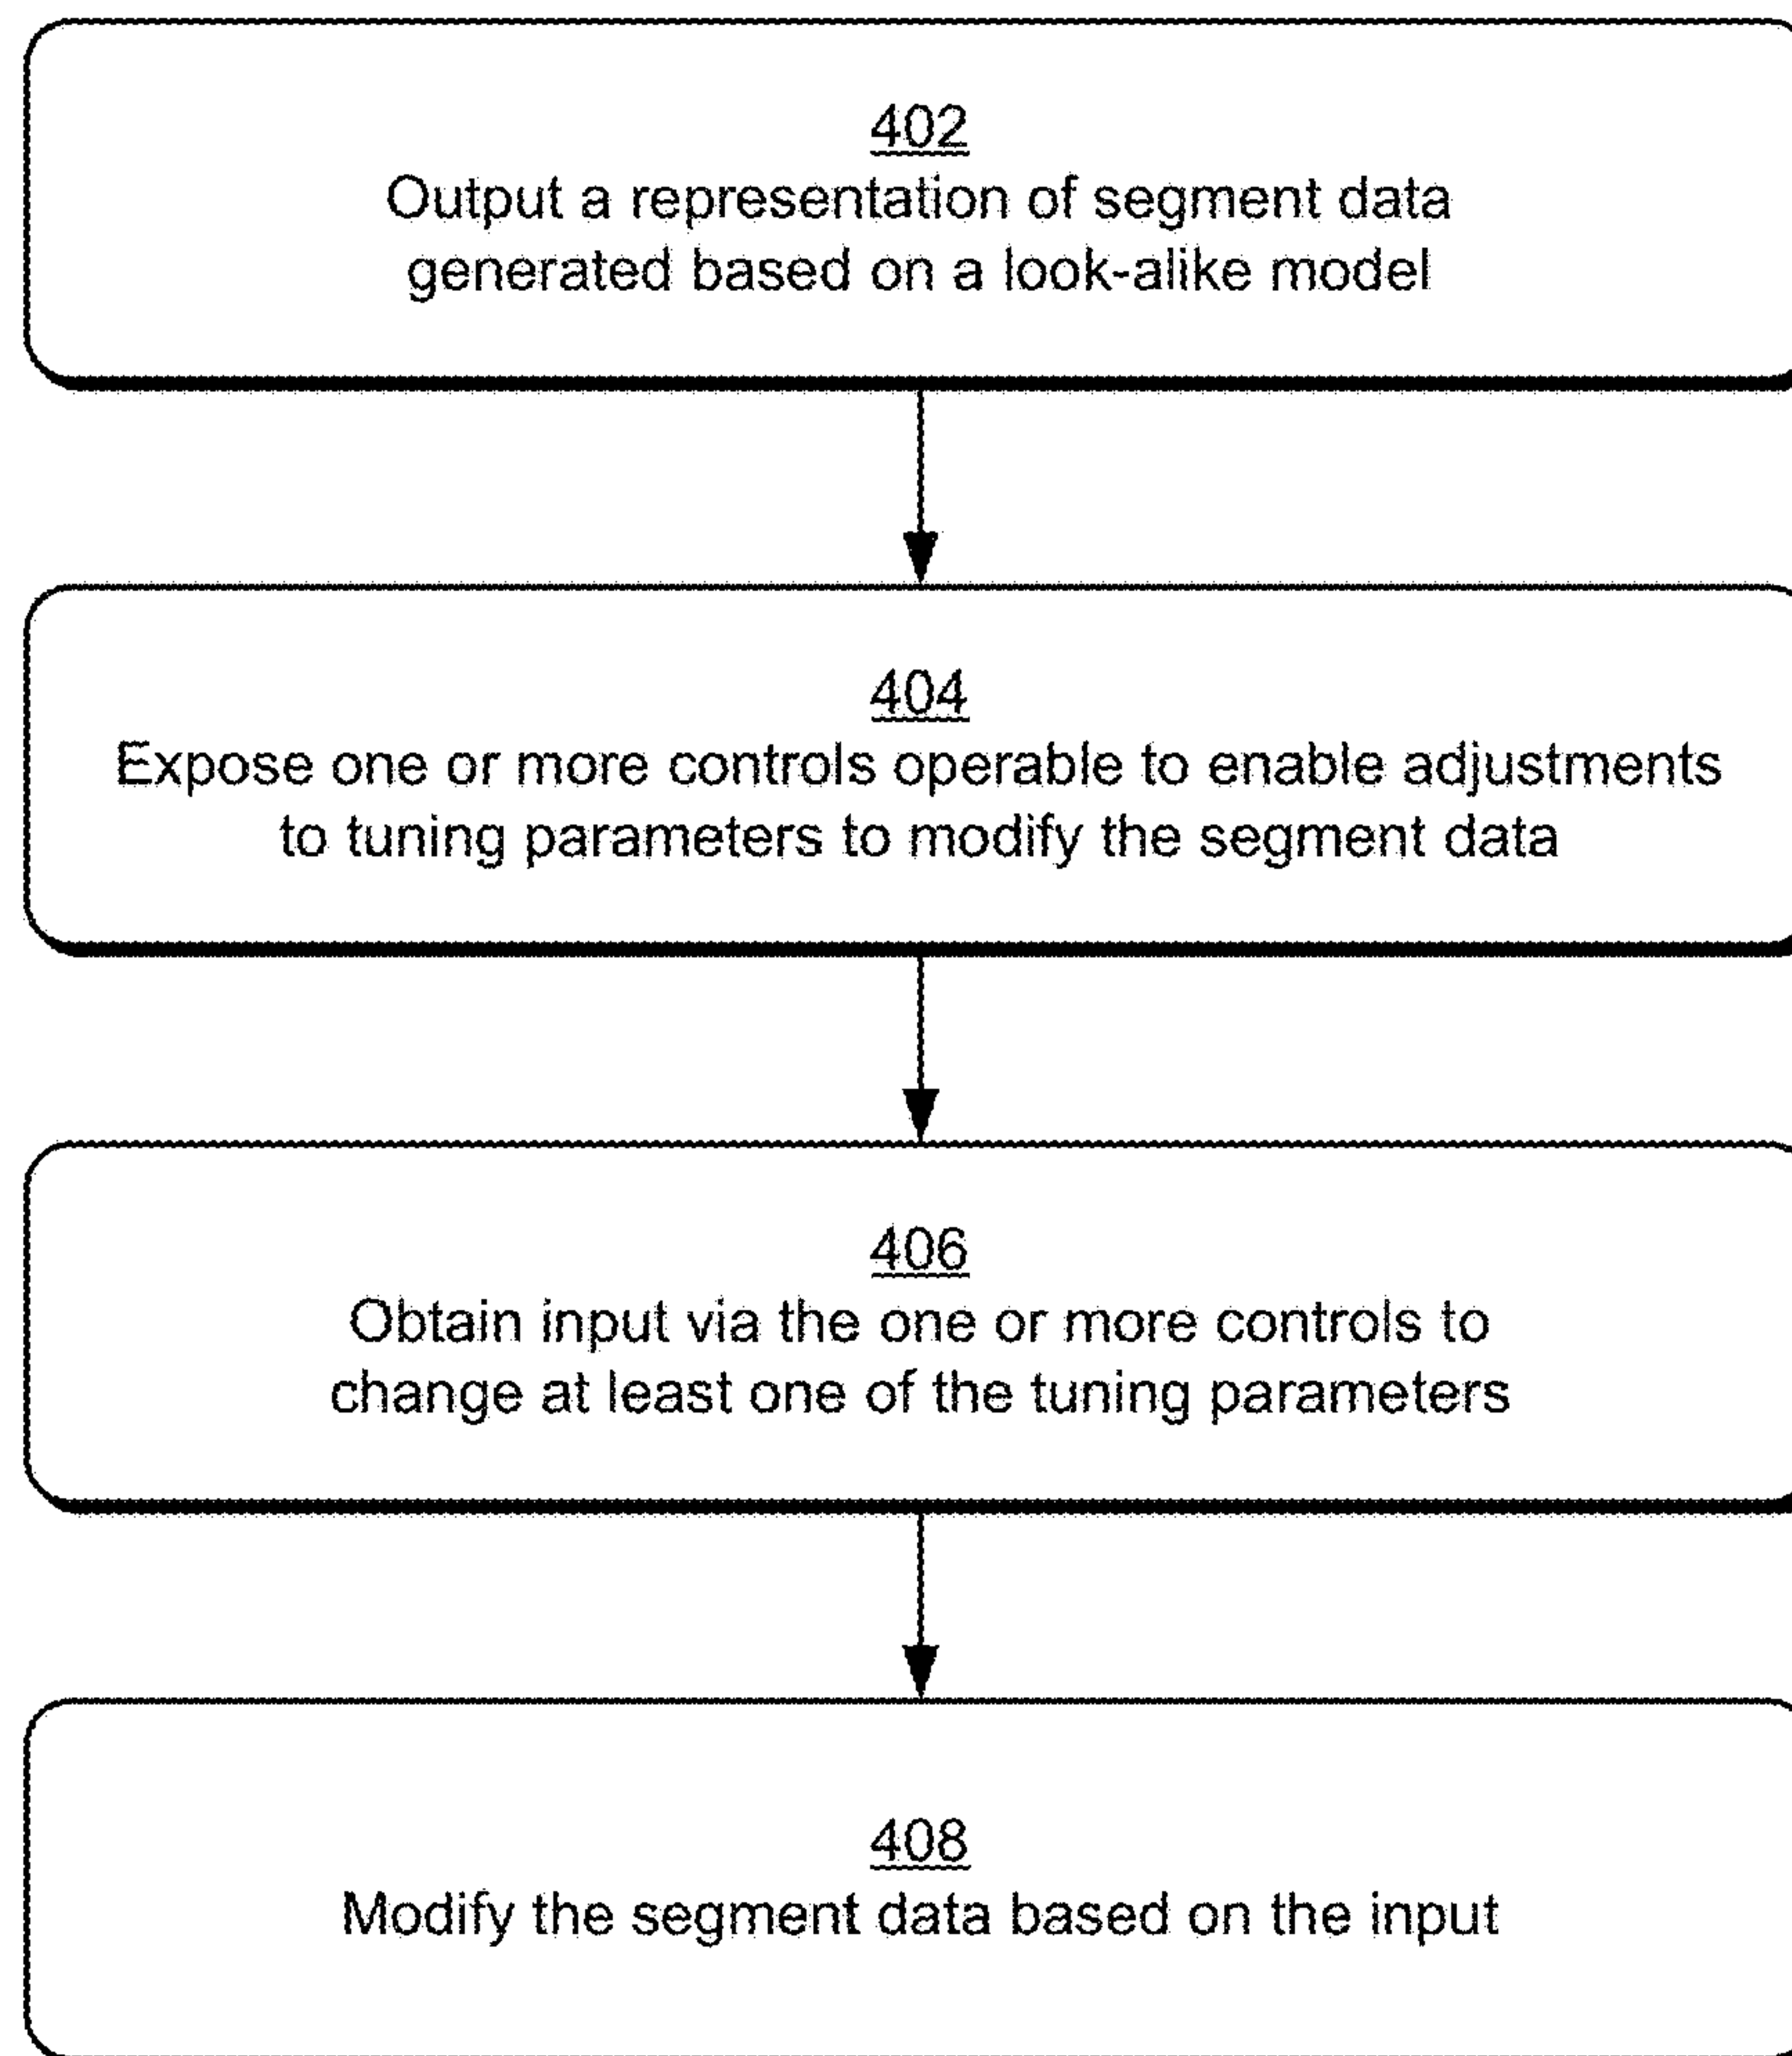 402
Output a representation of segment data
generated based on a look-alike model
404
Expose one or more controls operable to enable adjustments
to tuning parameters to modify the segment data
406
Obtain input via the one or more controls to
change at least one of the tuning parameters
408
Modify the segment data based on the input